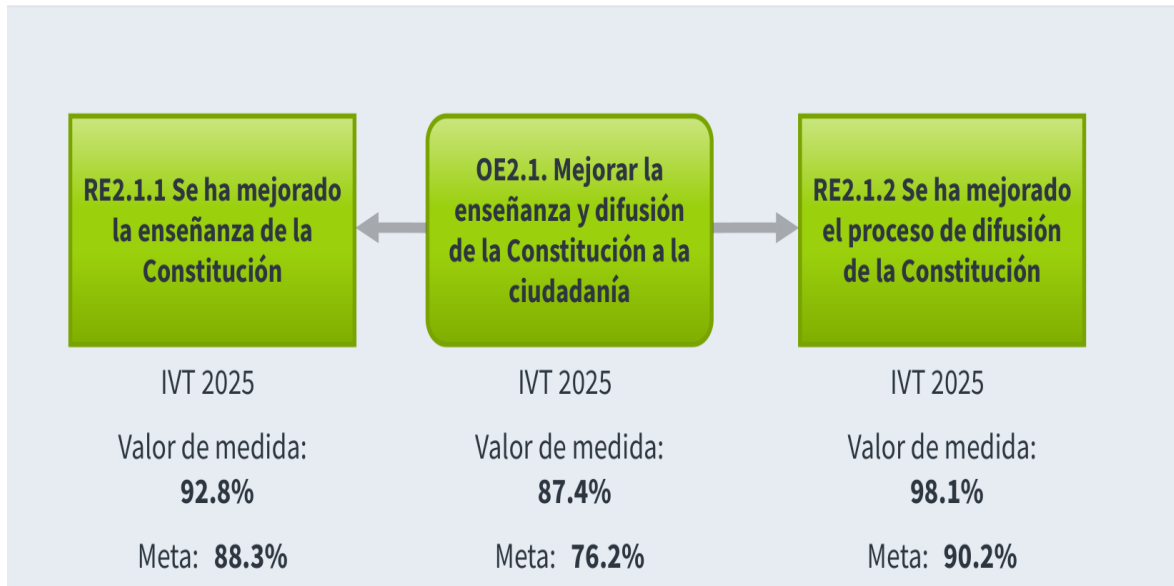 RE2.1.1 Se ha mejorado
la enseñanza de la
Constitución
IVT 2025
Valor de medida:
92.8%
Meta: 88.3%
OE2.1. Mejorar la
enseñanza y difusión
de la Constitución a la
ciudadanía
IVT 2025
Valor de medida:
87.4%
Meta: 76.2%
RE2.1.2 Se ha mejorado
el proceso de difusión
de la Constitución
IVT 2025
Valor de medida:
98.1%
Meta: 90.2%